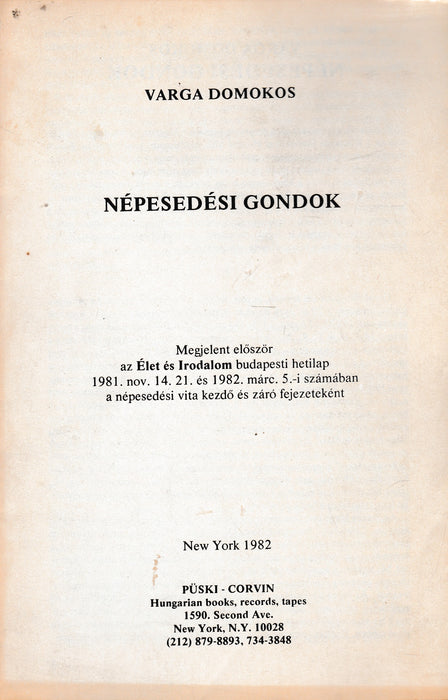 VARGA DOMOKOS
NÉPESEDÉSI GONDOK
Megjelent először
az Élet és Irodalom budapesti hetilap
1981. nov. 14. 21. és 1982. márc. 5.-i számában
a népesedési vita kezdő és záró fejezeteként
New York 1982
PÜSKI - CORVIN
Hungarian books, records, tapes
1590. Second Ave.
New York, N.Y. 10028
(212) 879-8893, 734-3848